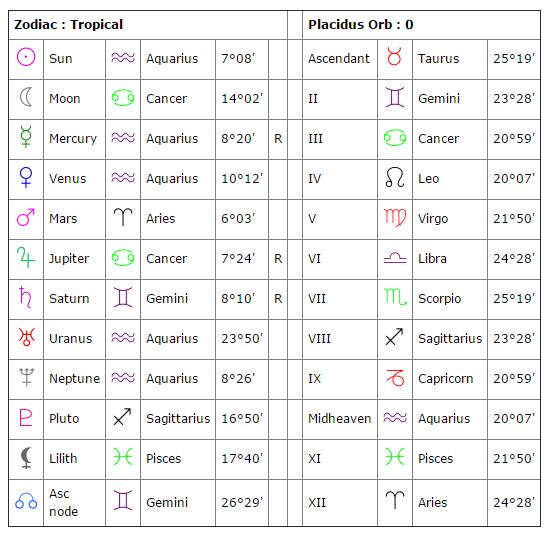 Zodiac : Tropical Placidus Orb : 0
Sun Aquarius 7°08' Ascendant Taurus 25°19'
Moon Cancer 14°02' II Gemini 23°28'
Mercury Aquarius 8°20' R III Cancer 20°59'
Venus Aquarius 10°12' IV Leo 20°07'
Mars Aries 6°03' V Virgo 21°50'
Jupiter Cancer 7°24' R VI Libra 24°28'
Saturn Gemini 8°10' R VII Scorpio 25°19'
Uranus Aquarius 23°50' VIII Sagittarius 23°28'
Neptune Aquarius 8°26' IX Capricorn 20°59'
Pluto Sagittarius 16°50' Midheaven Aquarius 20°07'
Lilith Pisces 17°40' XI Pisces 21°50'
Asc
node Gemini 26°29' XII Aries 24°28'